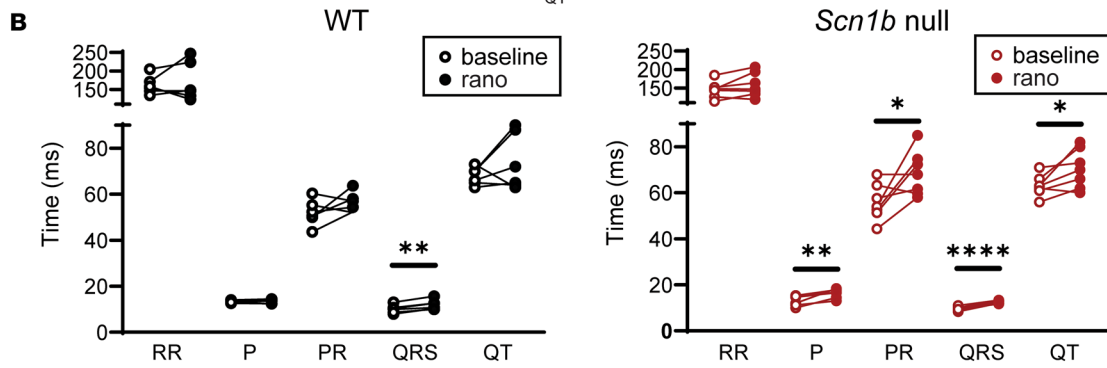 QT
B
WT
Scn1b null
baseline
rano
baseline
rano
Time (ms)
250
200
150
80
60
40
20
0
**
RR P PR QRS QT
Time (ms)
250
200
150
80
60
40
20
0
**
*
****
*
RR P PR QRS QT